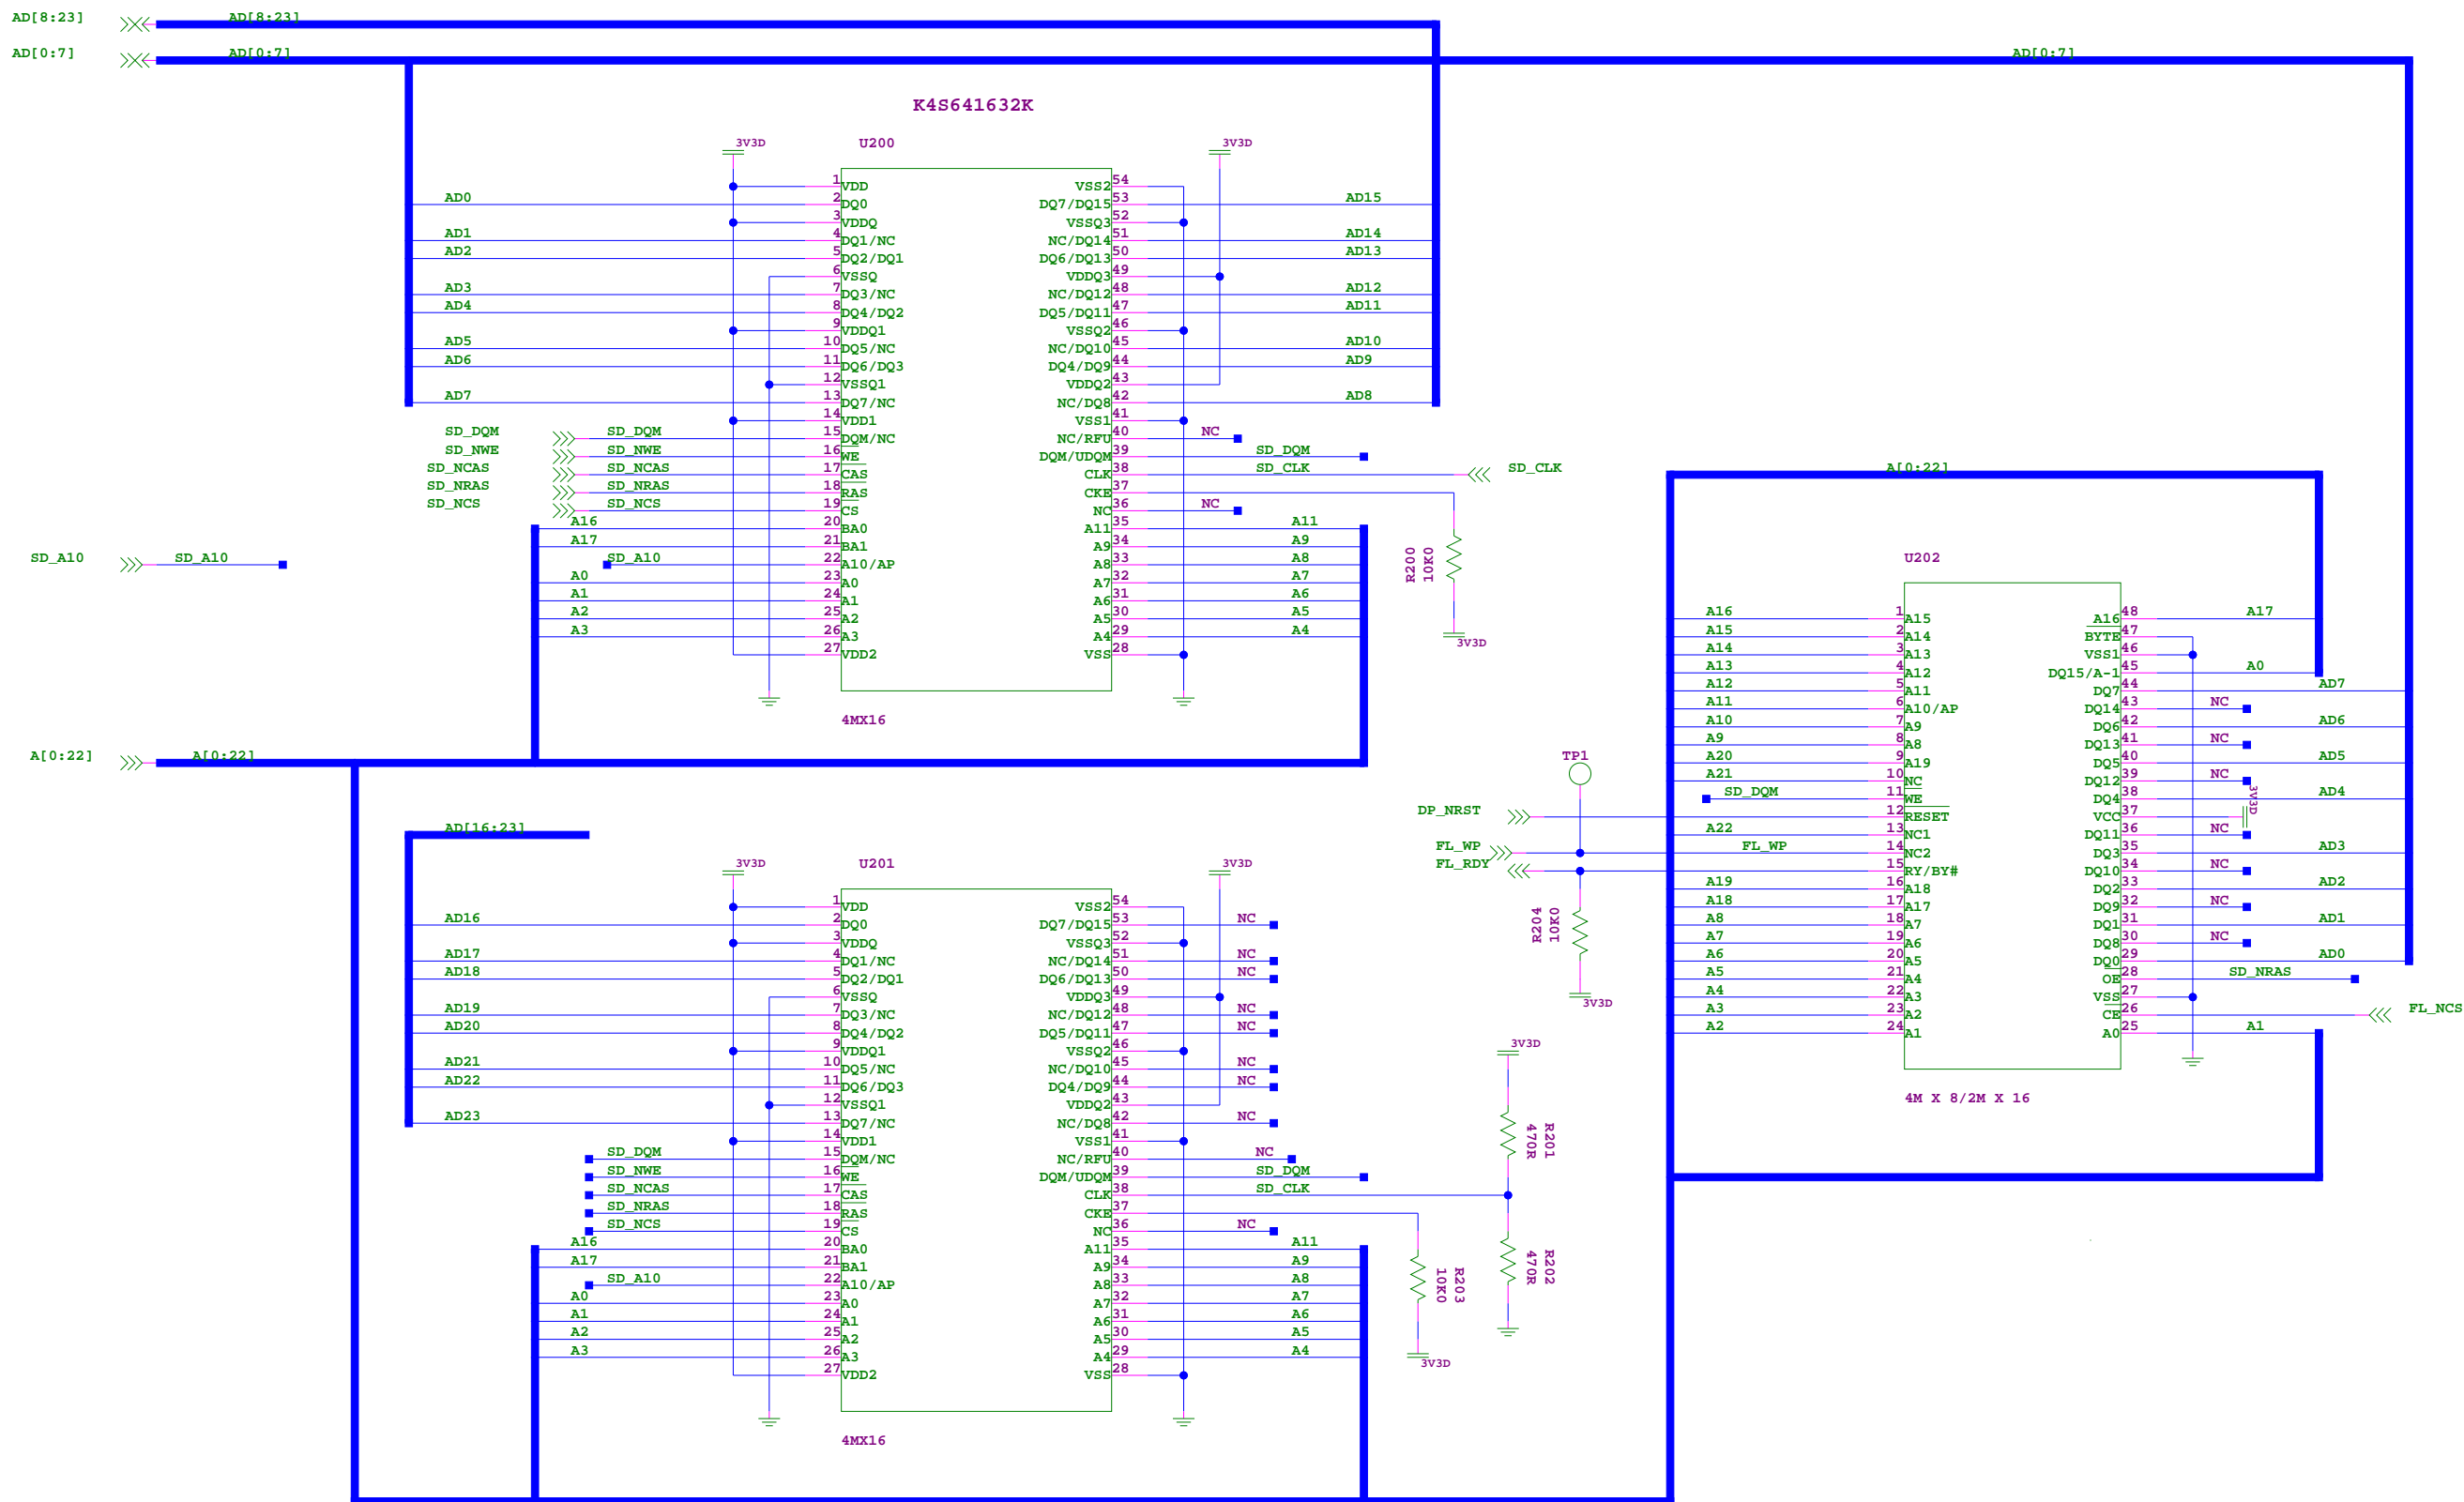 AD[8:23] AD[8:23]
AD[0:7] AD[0:7] AD[0:7]
K4S641632K
3V3D U200 3V3D
1 VDD VSS2 54
AD0 2 DQ0 DQ7/DQ15 53 AD15
3 VDDQ VSSQ3 52
AD1 4 DQ1/NC NC/DQ14 51 AD14
AD2 5 DQ2/DQ1 DQ6/DQ13 50 AD13
6 VSSQ VDDQ3 49
AD3 7 DQ3/NC NC/DQ12 48 AD12
AD4 8 DQ4/DQ2 DQ5/DQ11 47 AD11
9 VDDQ1 VSSQ2 46
AD5 10 DQ5/NC NC/DQ10 45 AD10
AD6 11 DQ6/DQ3 DQ4/DQ9 44 AD9
12 VSSQ1 VDDQ2 43
AD7 13 DQ7/NC NC/DQ8 42 AD8
14 VDD1 VSS1 41
SD_DQM SD_DQM 15 DQM/NC NC/RFU 40 NC
SD_NWE SD_NWE 16 WE DQM/UDQM 39 SD_DQM
SD_NCAS SD_NCAS 17 CAS CLK 38 SD_CLK SD_CLK
SD_NRAS SD_NRAS 18 RAS CKE 37
SD_NCS SD_NCS 19 CS NC 36 NC
A16 20 BA0 A11 35 A11
A17 21 BA1 A9 34 A9
SD_A10 SD_A10 SD_A10 22 A10/AP A8 33 A8
A0 23 A0 A7 32 A7
A1 24 A1 A6 31 A6
A2 25 A2 A5 30 A5
A3 26 A3 A4 29 A4
27 VDD2 VSS 28
R200
10K0
3V3D
4MX16
A[0:22] A[0:22]
A[0:22]
U202
A16 1 A15 A16 48 A17
A15 2 A14 BYTE 47
A14 3 A13 VSS1 46
A13 4 A12 DQ15/A-1 45 A0
A12 5 A11 DQ7 44 AD7
A11 6 A10/AP DQ14 43 NC
A10 7 A9 DQ6 42 AD6
A9 8 A8 DQ13 41 NC
A20 9 A19 DQ5 40 AD5
A21 10 NC DQ12 39 NC
SD_DQM 11 WE DQ4 38 AD4
DP_NRST 12 RESET VCC 37 3V3D
A22 13 NC1 DQ11 36 NC
FL_WP FL_WP 14 NC2 DQ3 35 AD3
FL_RDY 15 RY/BY# DQ10 34 NC
A19 16 A18 DQ2 33 AD2
A18 17 A17 DQ9 32 NC
A8 18 A7 DQ1 31 AD1
A7 19 A6 DQ8 30 NC
A6 20 A5 DQ0 29 AD0
A5 21 A4 OE 28 SD_NRAS
A4 22 A3 VSS 27
A3 23 A2 CE 26 FL_NCS
A2 24 A1 A0 25 A1
4M X 8/2M X 16
TP1
R204
10K0
3V3D
AD[16:23]
3V3D U201 3V3D
1 VDD VSS2 54
AD16 2 DQ0 DQ7/DQ15 53 NC
3 VDDQ VSSQ3 52
AD17 4 DQ1/NC NC/DQ14 51 NC
AD18 5 DQ2/DQ1 DQ6/DQ13 50 NC
6 VSSQ VDDQ3 49
AD19 7 DQ3/NC NC/DQ12 48 NC
AD20 8 DQ4/DQ2 DQ5/DQ11 47 NC
9 VDDQ1 VSSQ2 46
AD21 10 DQ5/NC NC/DQ10 45 NC
AD22 11 DQ6/DQ3 DQ4/DQ9 44 NC
12 VSSQ1 VDDQ2 43
AD23 13 DQ7/NC NC/DQ8 42 NC
14 VDD1 VSS1 41
SD_DQM 15 DQM/NC NC/RFU 40 NC
SD_NWE 16 WE DQM/UDQM 39 SD_DQM
SD_NCAS 17 CAS CLK 38 SD_CLK
SD_NRAS 18 RAS CKE 37
SD_NCS 19 CS NC 36 NC
A16 20 BA0 A11 35 A11
A17 21 BA1 A9 34 A9
SD_A10 22 A10/AP A8 33 A8
A0 23 A0 A7 32 A7
A1 24 A1 A6 31 A6
A2 25 A2 A5 30 A5
A3 26 A3 A4 29 A4
27 VDD2 VSS 28
4MX16
3V3D
R201
470R
R202
470R
R203
10K0
3V3D